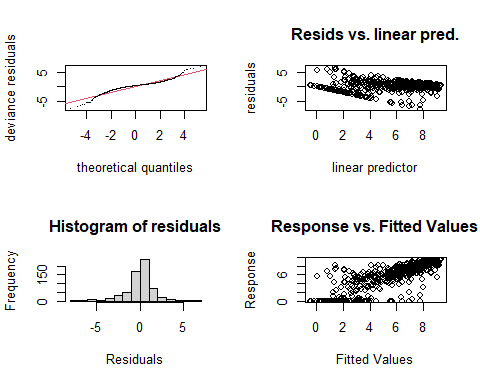 deviance residuals
-5 5
-4 -2 0 2 4
theoretical quantiles
Resids vs. linear pred.
residuals
-5 5
0 2 4 6 8
linear predictor
Histogram of residuals
Frequency
0 150
-5 0 5
Residuals
Response vs. Fitted Values
Response
0 6
0 2 4 6 8
Fitted Values